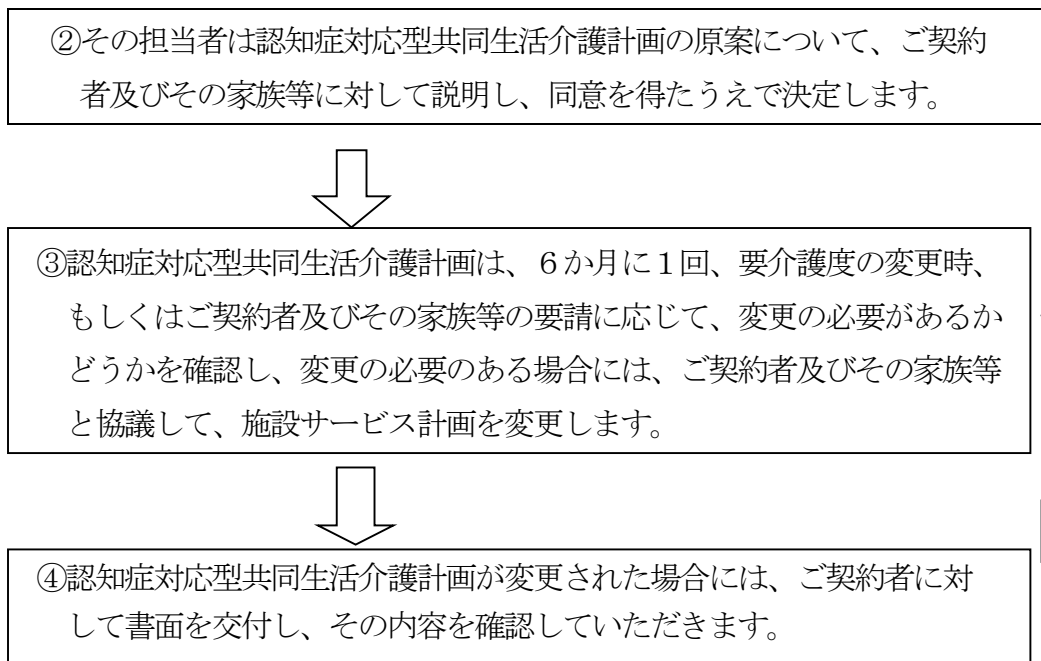 ②その担当者は認知症対応型共同生活介護計画の原案について、ご契約
者及びその家族等に対して説明し、同意を得たうえで決定します。
③認知症対応型共同生活介護計画は、６か月に１回、要介護度の変更時、
もしくはご契約者及びその家族等の要請に応じて、変更の必要があるか
どうかを確認し、変更の必要のある場合には、ご契約者及びその家族等
と協議して、施設サービス計画を変更します。
④認知症対応型共同生活介護計画が変更された場合には、ご契約者に対
して書面を交付し、その内容を確認していただきます。